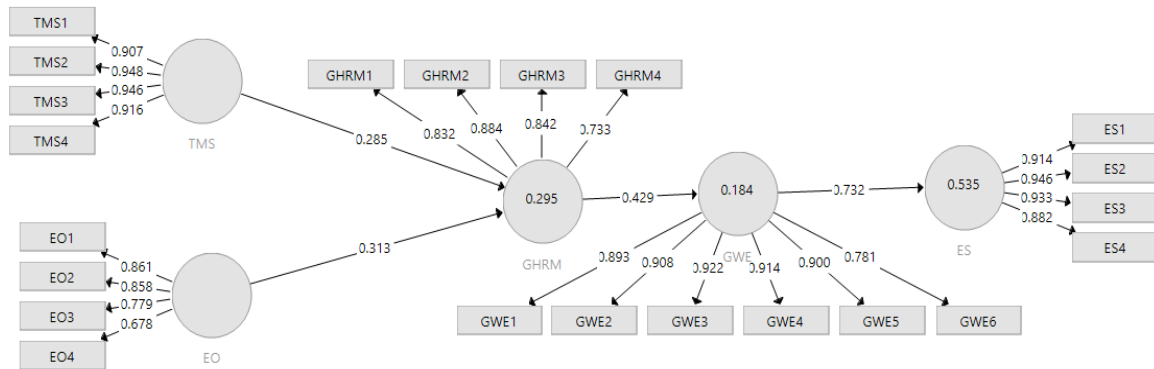 TMS1
TMS2
TMS3
TMS4
0.907
0.948
0.946
0.916
TMS
GHRM1
GHRM2
GHRM3
GHRM4
0.832
0.884
0.842
0.733
0.285
0.295
GHRM
0.313
EO1
EO2
EO3
EO4
0.861
0.858
0.779
0.678
EO
0.429
0.184
GWE
0.893
0.908
0.922
0.914
0.900
0.781
GWE1
GWE2
GWE3
GWE4
GWE5
GWE6
0.732
0.535
ES
0.914
0.946
0.933
0.882
ES1
ES2
ES3
ES4